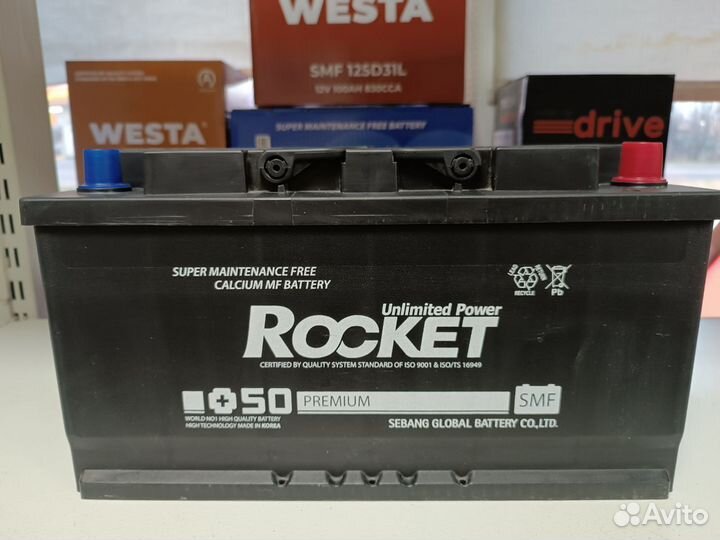 WESTA
SMF 125D31L
12V 100AH 830CCA
WESTA
SUPER MAINTENANCE FREE BATTERY
drive
SUPER MAINTENANCE FREE
CALCIUM MF BATTERY
LEAD
RECYCLE
Pb
Unlimited Power
ROCKET
CERTIFIED BY QUALITY SYSTEM STANDARD OF ISO 9001 & ISO/TS 16949
+50 PREMIUM SMF
WORLD NO1 HIGH QUALITY BATTERY
HIGH TECHNOLOGY MADE IN KOREA
SEBANG GLOBAL BATTERY CO.,LTD.
Avito